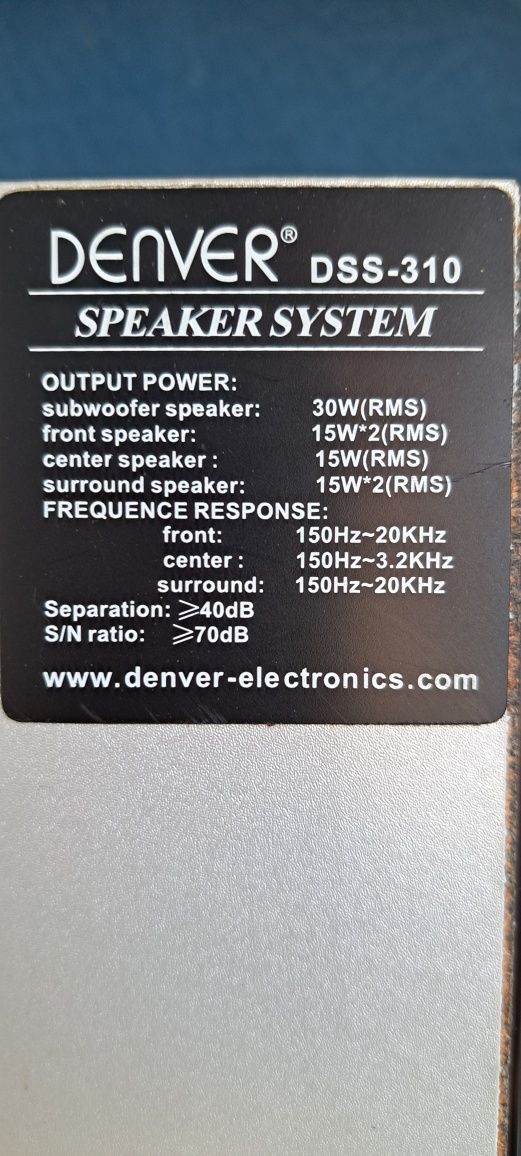 DENVER® DSS-310
SPEAKER SYSTEM
OUTPUT POWER:
subwoofer speaker: 30W(RMS)
front speaker: 15W*2(RMS)
center speaker : 15W(RMS)
surround speaker: 15W*2(RMS)
FREQUENCE RESPONSE:
front: 150Hz~20KHz
center : 150Hz~3.2KHz
surround: 150Hz~20KHz
Separation: ⩾40dB
S/N ratio: ⩾70dB
www.denver-electronics.com